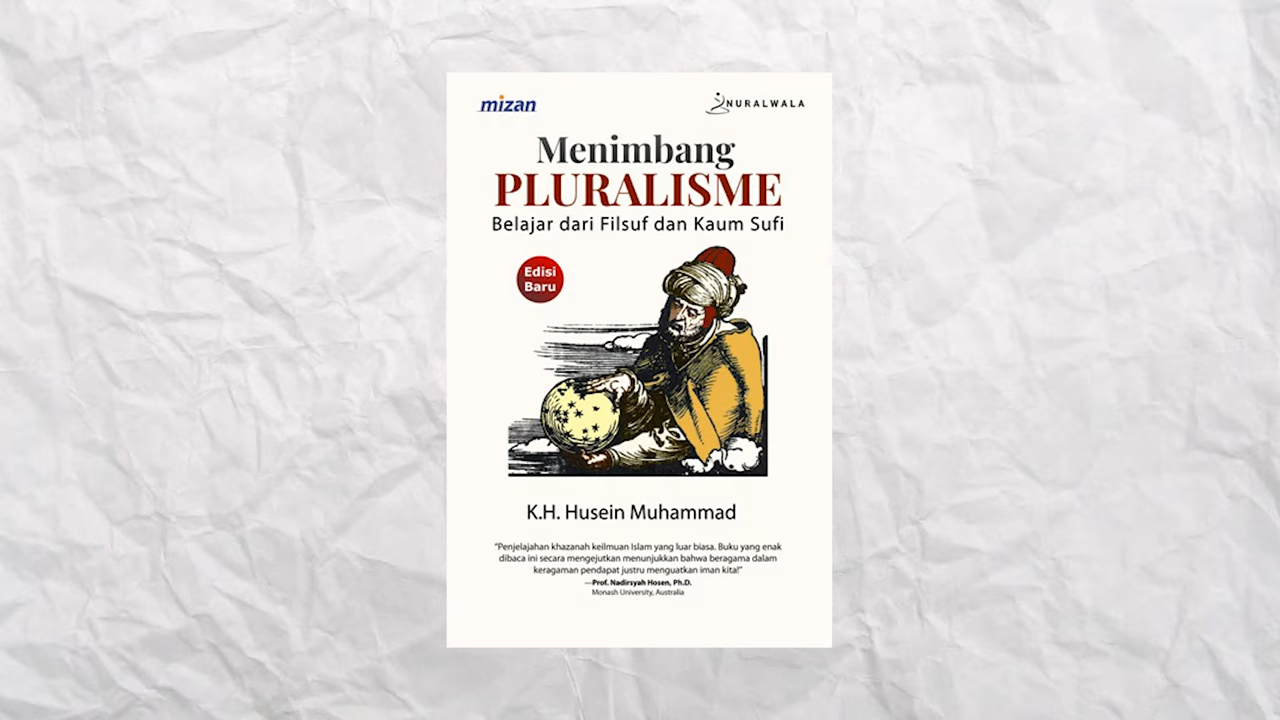 mizan
NURALWALA
Menimbang
PLURALISME
Belajar dari Filsuf dan Kaum Sufi
Edisi
Baru
K.H. Husein Muhammad
"Penjelajahan khazanah keilmuan Islam yang luar biasa. Buku yang enak
dibaca ini secara mengejutkan menunjukkan bahwa beragama dalam
keragaman pendapat justru menguatkan iman kita!"
—Prof. Nadirsyah Hosen, Ph.D.
Monash University, Australia